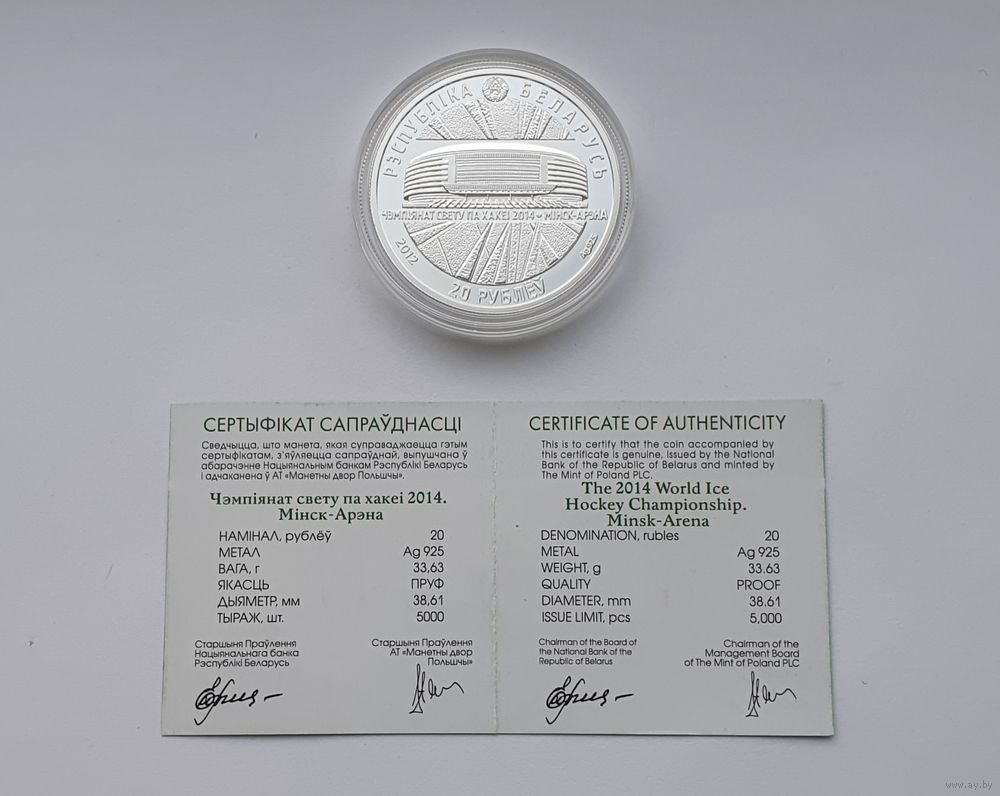 РЭСПУБЛІКА БЕЛАРУСЬ
ЧЭМПІЯНАТ СВЕТУ ПА ХАКЕІ 2014 - МІНСК-АРЭНА
2012
Ag 925
20 РУБЛЁЎ
СЕРТЫФІКАТ САПРАЎДНАСЦІ
Сведчыцца, што манета, якая суправаджаецца гэтым
сертыфікатам, з'яўляецца сапраўднай, выпушчана ў
абарачэнне Нацыянальным банкам Рэспублікі Беларусь
і адчаканена ў АТ «Манетны двор Польшчы».
Чэмпіянат свету па хакеі 2014.
Мінск-Арэна
НАМІНАЛ, рублёў 20
МЕТАЛ Ag 925
ВАГА, г 33,63
ЯКАСЦЬ ПРУФ
ДЫЯМЕТР, мм 38,61
ТЫРАЖ, шт. 5000
Старшыня Праўлення
Нацыянальнага банка
Рэспублікі Беларусь
Старшыня Праўлення
АТ «Манетны двор
Польшчы»
CERTIFICATE OF AUTHENTICITY
This is to certify that the coin accompanied by
this certificate is genuine, issued by the National
Bank of the Republic of Belarus and minted by
The Mint of Poland PLC.
The 2014 World Ice
Hockey Championship.
Minsk-Arena
DENOMINATION, rubles 20
METAL Ag 925
WEIGHT, g 33.63
QUALITY PROOF
DIAMETER, mm 38.61
ISSUE LIMIT, pcs 5,000
Chairman of the Board of
the National Bank of the
Republic of Belarus
Chairman of the
Management Board
of The Mint of Poland PLC
www.ay.by